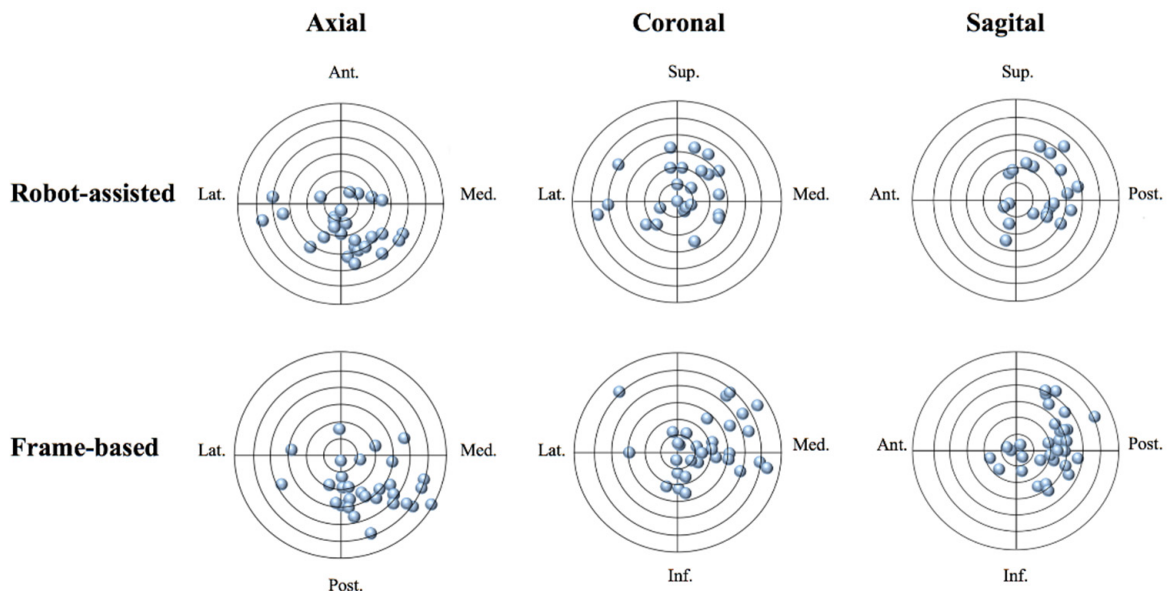 Axial Coronal Sagital
Ant. Sup. Sup.
Robot-assisted Lat. Med. Lat. Med. Ant. Post.
Frame-based Lat. Med. Lat. Med. Ant. Post.
Post. Inf. Inf.